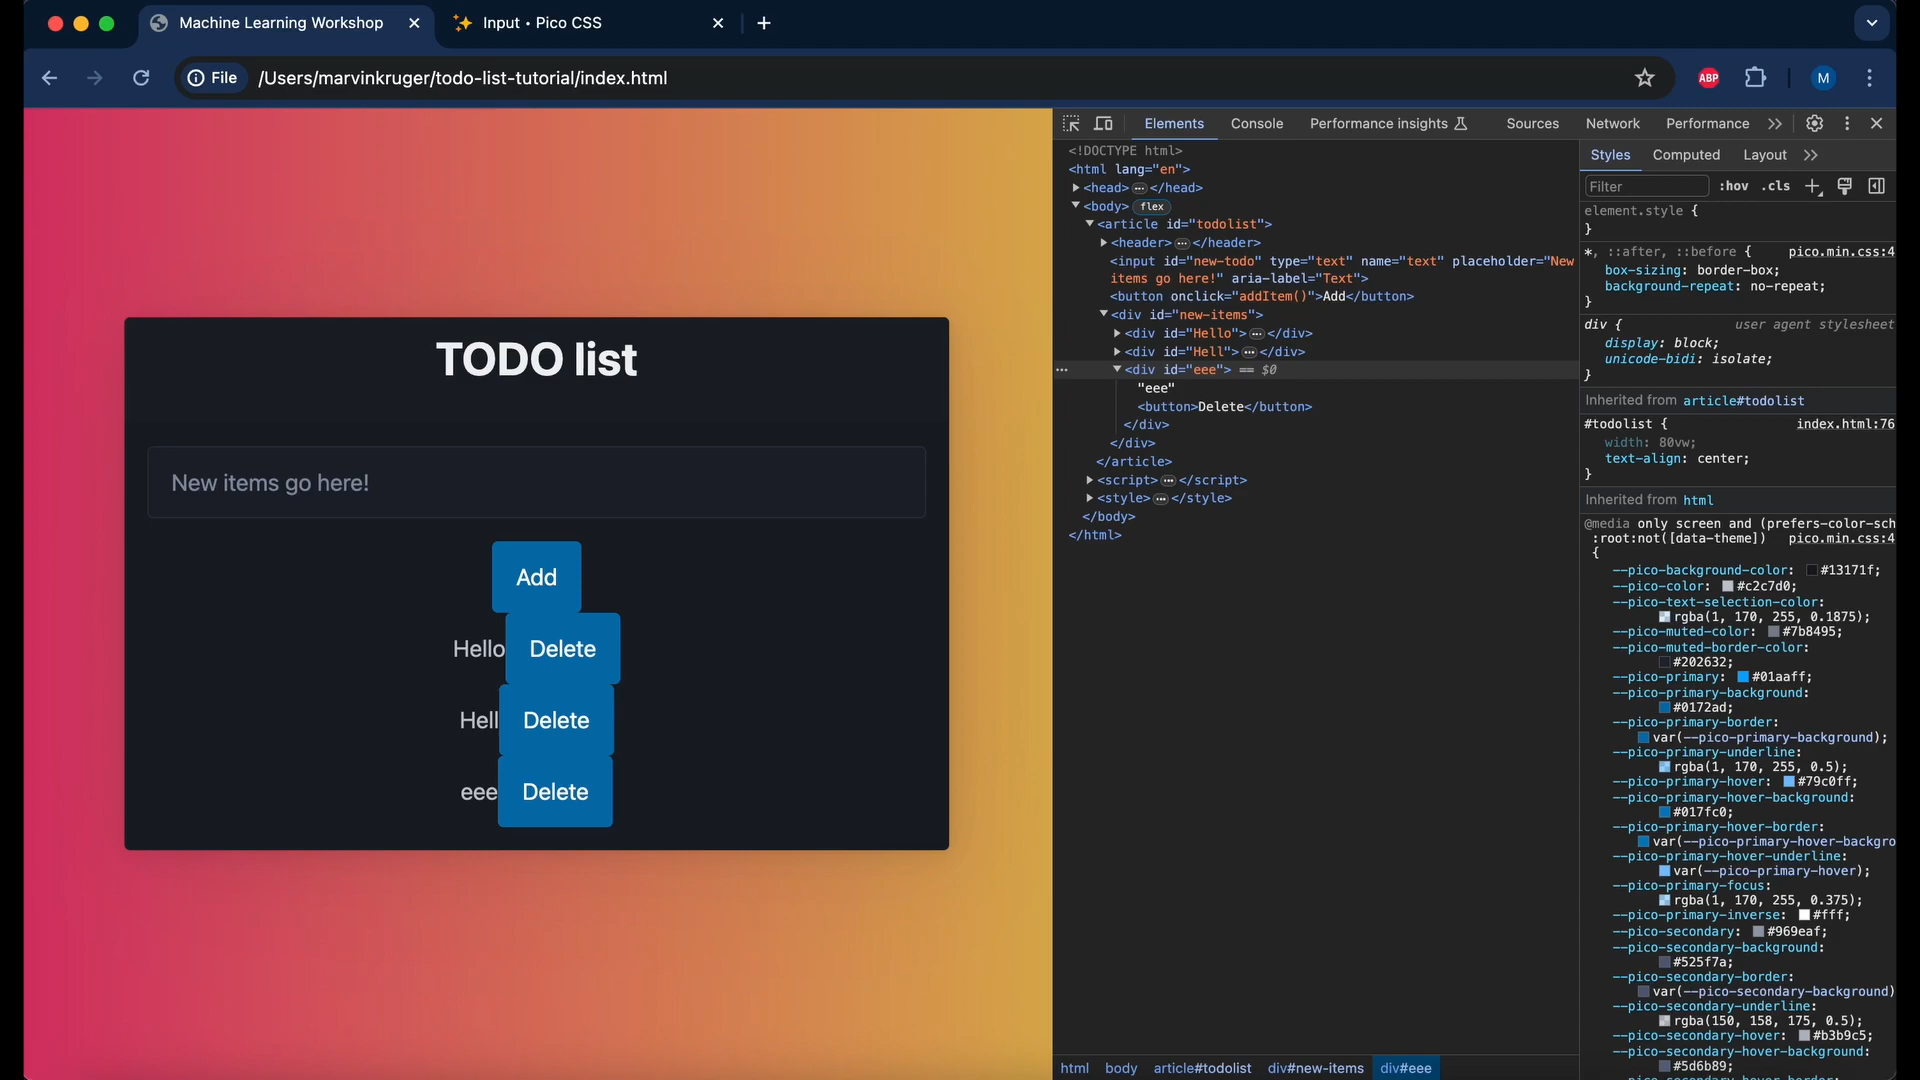 Machine Learning Workshop
Input • Pico CSS
File /Users/marvinkruger/todo-list-tutorial/index.html
ABP
M
TODO list
New items go here!
Add
Hello Delete
Hell Delete
eee Delete
Elements Console Performance insights Sources Network Performance
<!DOCTYPE html>
<html lang="en">
<head> … </head>
<body> flex
<article id="todolist">
<header> … </header>
<input id="new-todo" type="text" name="text" placeholder="New
items go here!" aria-label="Text">
<button onclick="addItem()">Add</button>
<div id="new-items">
<div id="Hello"> … </div>
<div id="Hell"> … </div>
… <div id="eee"> == $0
"eee"
<button>Delete</button>
</div>
</div>
</article>
<script> … </script>
<style> … </style>
</body>
</html>
html body article#todolist div#new-items div#eee
Styles Computed Layout
Filter :hov .cls
element.style {
}
*, ::after, ::before { pico.min.css:4
box-sizing: border-box;
background-repeat: no-repeat;
}
div { user agent stylesheet
display: block;
unicode-bidi: isolate;
}
Inherited from article#todolist
#todolist { index.html:76
width: 80vw;
text-align: center;
}
Inherited from html
@media only screen and (prefers-color-sch
:root:not([data-theme]) pico.min.css:4
{
--pico-background-color: #13171f;
--pico-color: #c2c7d0;
--pico-text-selection-color:
rgba(1, 170, 255, 0.1875);
--pico-muted-color: #7b8495;
--pico-muted-border-color:
#202632;
--pico-primary: #01aaff;
--pico-primary-background:
#0172ad;
--pico-primary-border:
var(--pico-primary-background);
--pico-primary-underline:
rgba(1, 170, 255, 0.5);
--pico-primary-hover: #79c0ff;
--pico-primary-hover-background:
#017fc0;
--pico-primary-hover-border:
var(--pico-primary-hover-backgro
--pico-primary-hover-underline:
var(--pico-primary-hover);
--pico-primary-focus:
rgba(1, 170, 255, 0.375);
--pico-primary-inverse: #fff;
--pico-secondary: #969eaf;
--pico-secondary-background:
#525f7a;
--pico-secondary-border:
var(--pico-secondary-background)
--pico-secondary-underline:
rgba(150, 158, 175, 0.5);
--pico-secondary-hover: #b3b9c5;
--pico-secondary-hover-background:
#5d6b89;